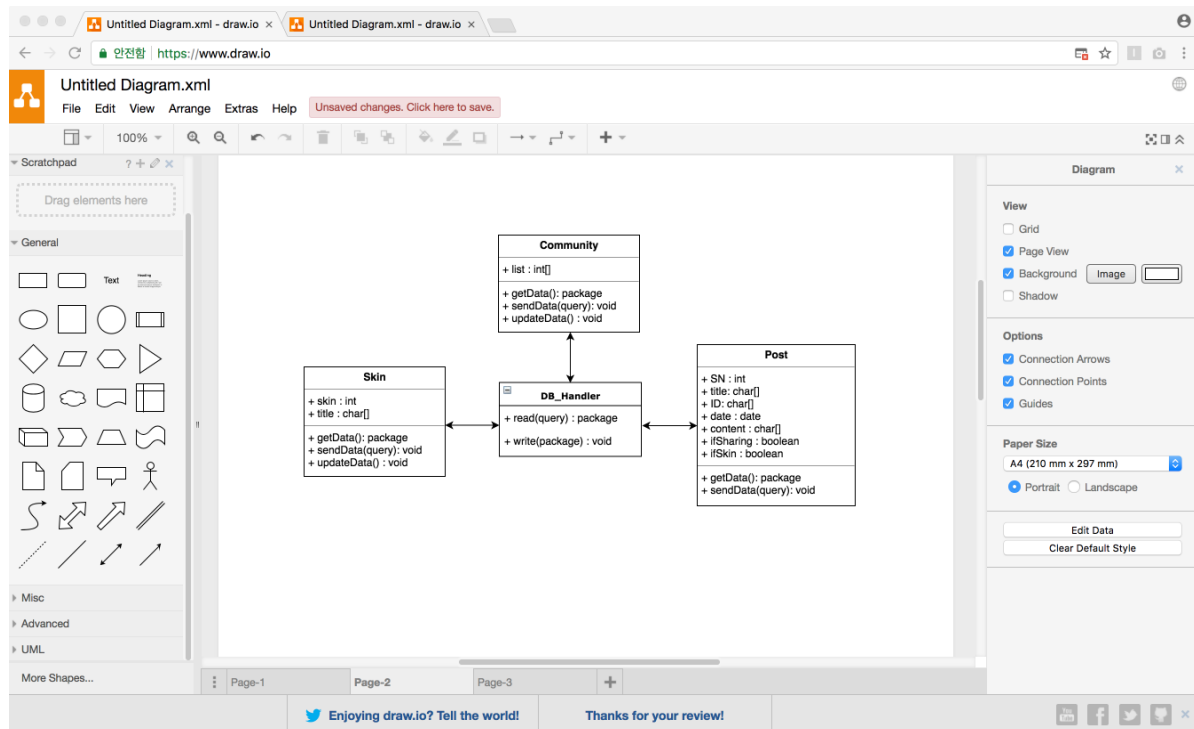 Untitled Diagram.xml - draw.io ×
Untitled Diagram.xml - draw.io ×
안전함 https://www.draw.io
Untitled Diagram.xml
File Edit View Arrange Extras Help
Unsaved changes. Click here to save.
100%
Scratchpad
Drag elements here
General
Text
Heading
Misc
Advanced
UML
More Shapes...
Community
+ list : int[]
+ getData(): package
+ sendData(query): void
+ updateData() : void
Skin
+ skin : int
+ title : char[]
+ getData(): package
+ sendData(query): void
+ updateData() : void
DB_Handler
+ read(query) : package
+ write(package) : void
Post
+ SN : int
+ title: char[]
+ ID: char[]
+ date : date
+ content : char[]
+ ifSharing : boolean
+ ifSkin : boolean
+ getData(): package
+ sendData(query): void
Diagram
View
Grid
Page View
Background Image
Shadow
Options
Connection Arrows
Connection Points
Guides
Paper Size
A4 (210 mm x 297 mm)
Portrait Landscape
Edit Data
Clear Default Style
Page-1 Page-2 Page-3
Enjoying draw.io? Tell the world!
Thanks for your review!
You Tube